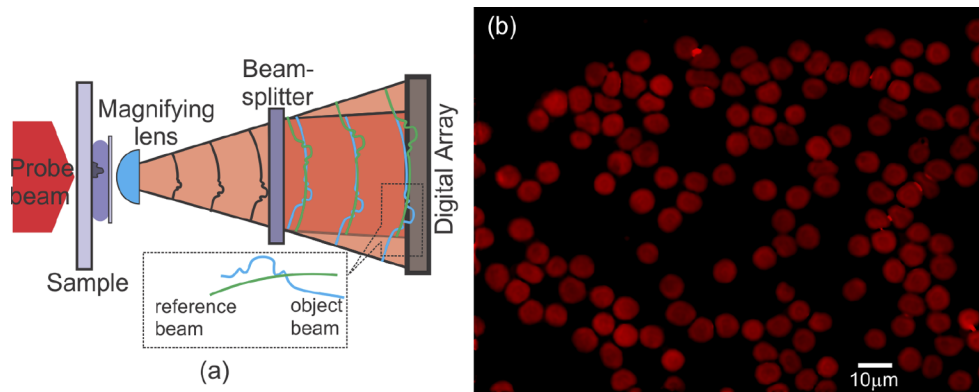 Probe
beam
Sample
Magnifying
lens
Beam-
splitter
Digital Array
reference
beam
object
beam
(a)
(b)
10μm